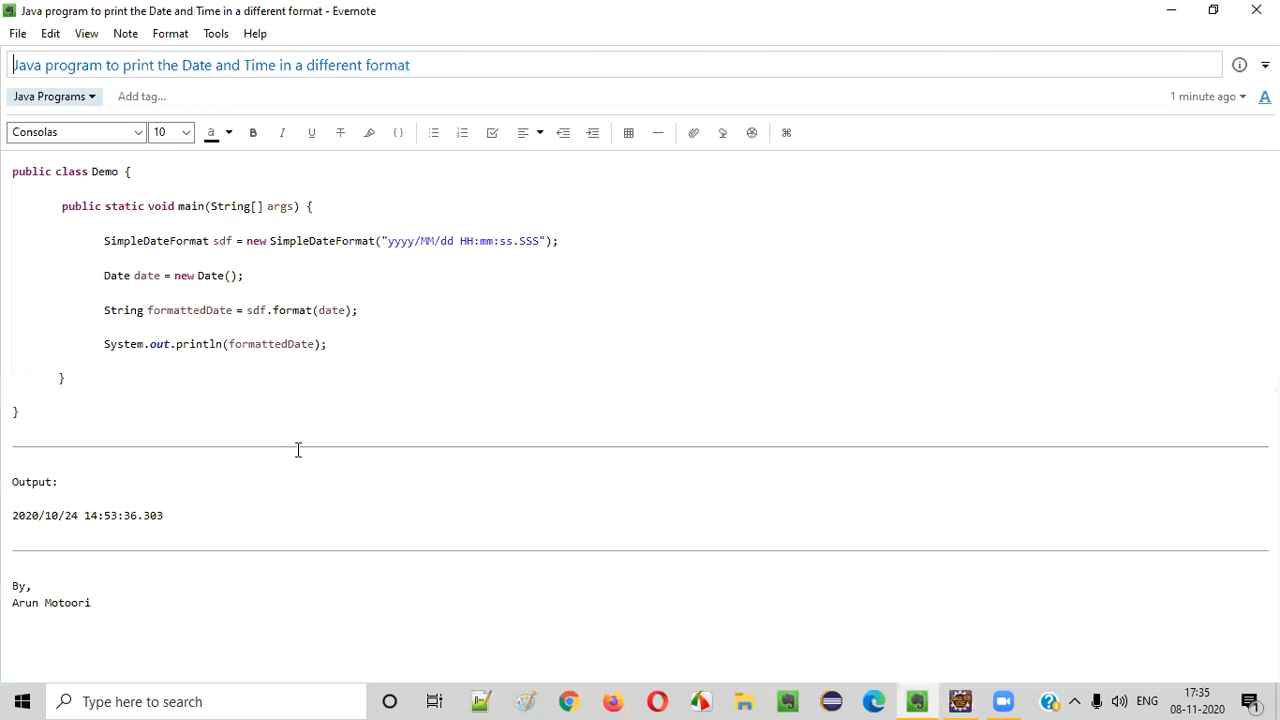 Java program to print the Date and Time in a different format - Evernote
File Edit View Note Format Tools Help
Java program to print the Date and Time in a different format
Java Programs Add tag... 1 minute ago A
Consolas 10 a B I U T { }
public class Demo {
public static void main(String[] args) {
SimpleDateFormat sdf = new SimpleDateFormat("yyyy/MM/dd HH:mm:ss.SSS");
Date date = new Date();
String formattedDate = sdf.format(date);
System.out.println(formattedDate);
}
}
Output:
2020/10/24 14:53:36.303
By,
Arun Motoori
Type here to search ENG 17:35
08-11-2020 1